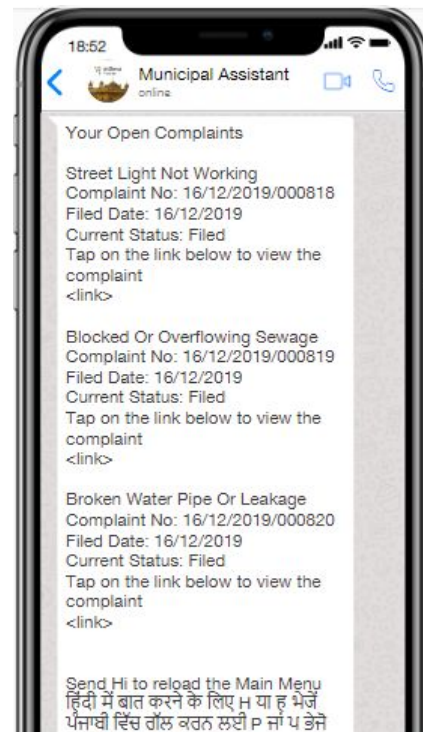 18:52
Municipal Assistant
online
Your Open Complaints
Street Light Not Working
Complaint No: 16/12/2019/000818
Filed Date: 16/12/2019
Current Status: Filed
Tap on the link below to view the
complaint
<link>
Blocked Or Overflowing Sewage
Complaint No: 16/12/2019/000819
Filed Date: 16/12/2019
Current Status: Filed
Tap on the link below to view the
complaint
<link>
Broken Water Pipe Or Leakage
Complaint No: 16/12/2019/000820
Filed Date: 16/12/2019
Current Status: Filed
Tap on the link below to view the
complaint
<link>
Send Hi to reload the Main Menu
हिंदी में बात करने के लिए H या ह भेजें
ਪੰਜਾਬੀ ਵਿੱਚ ਗੱਲ ਕਰਨ ਲਈ P ਜਾਂ ਪ ਭੇਜੋ